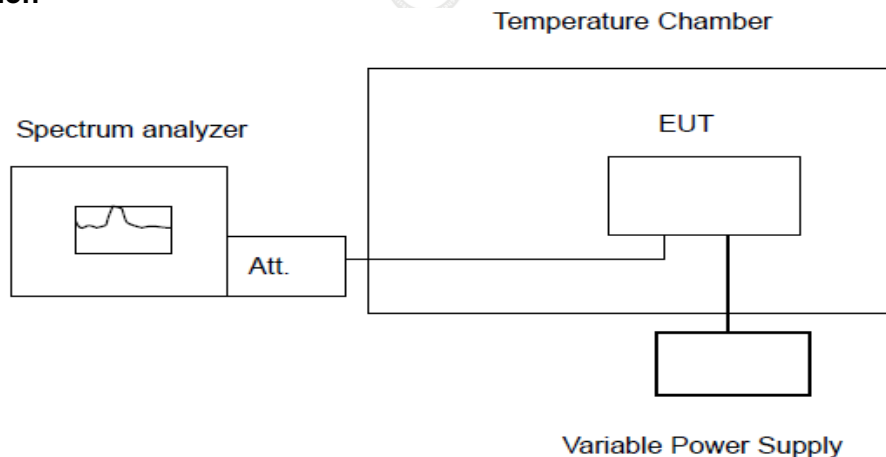 Temperature Chamber
Spectrum analyzer
EUT
Att.
Variable Power Supply